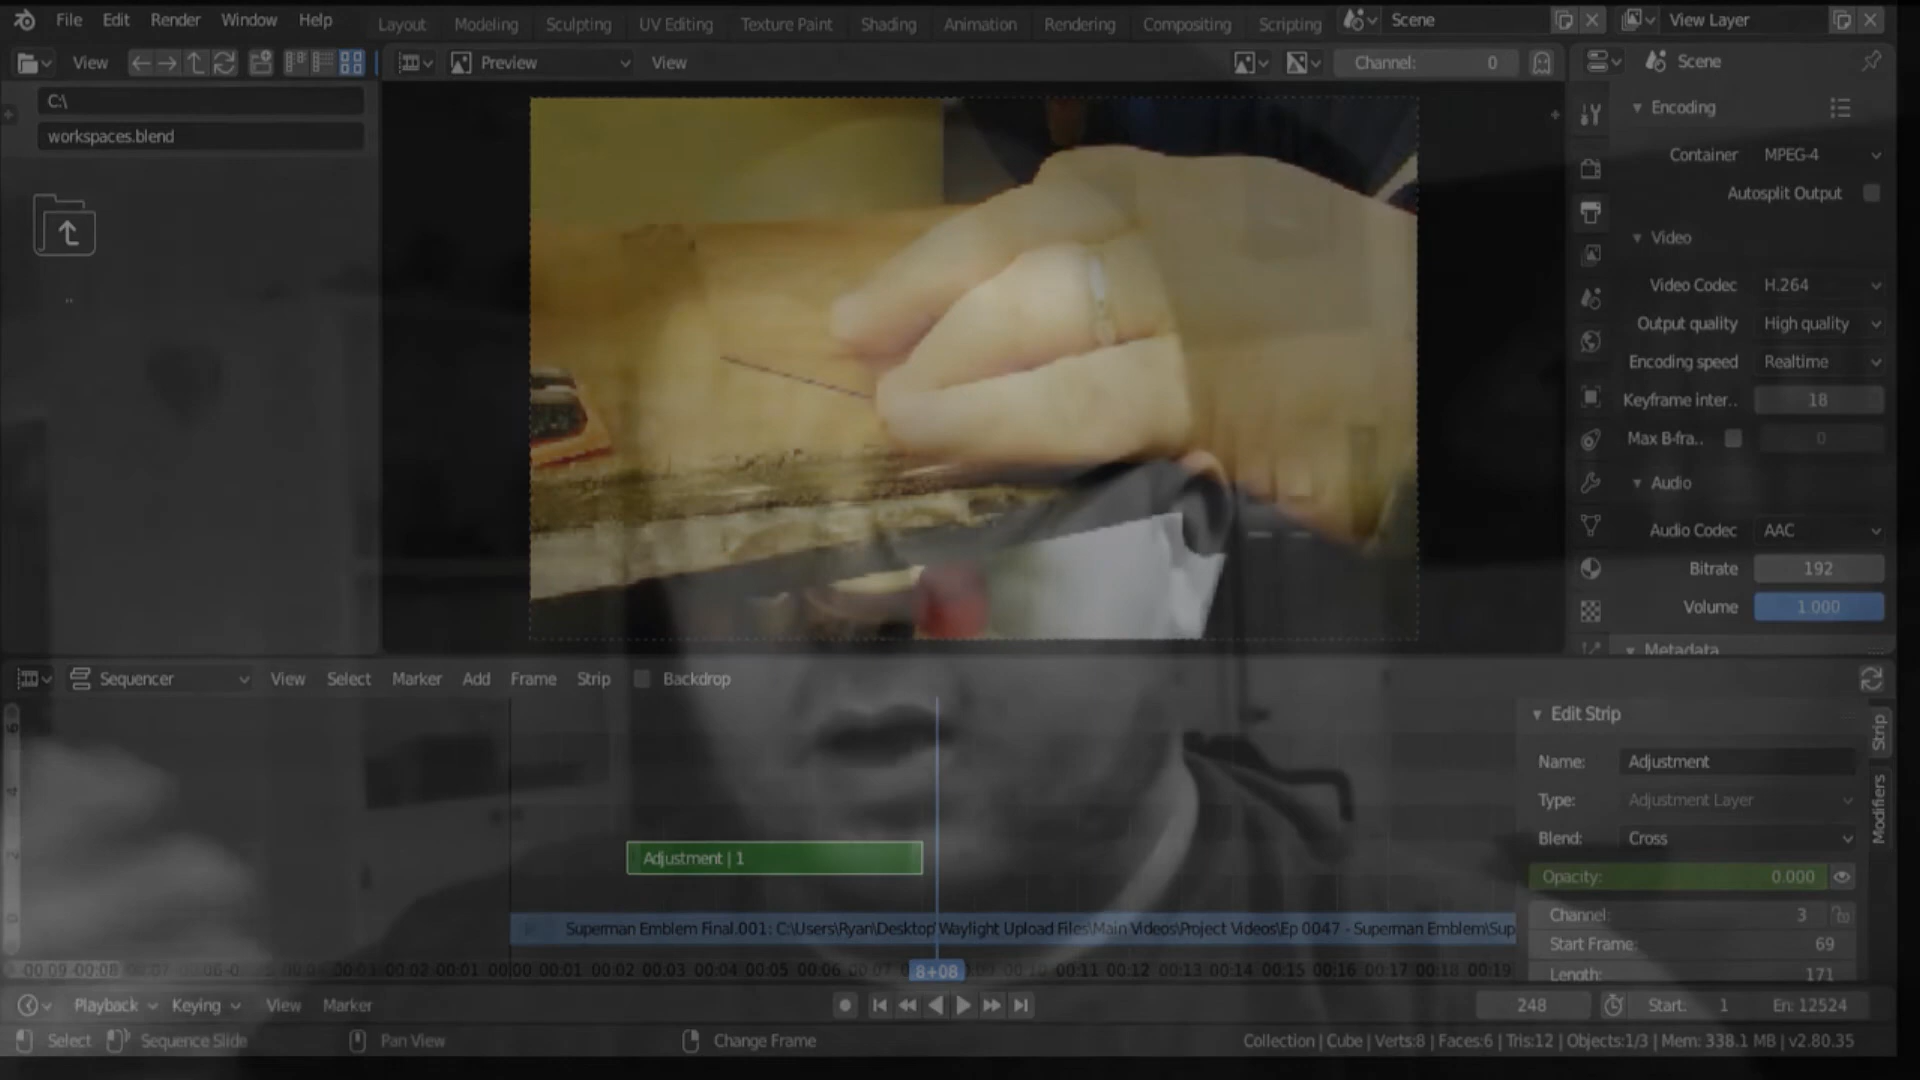 File Edit Render Window Help Layout Modeling Sculpting UV Editing Texture Paint Shading Animation Rendering Compositing Scripting Scene View Layer
View Preview View Channel: 0 Scene
C:\
workspaces.blend
..
Encoding
Container MPEG-4
Autosplit Output
Video
Video Codec H.264
Output quality High quality
Encoding speed Realtime
Keyframe inter.. 18
Max B-fra.. 0
Audio
Audio Codec AAC
Bitrate 192
Volume 1.000
Metadata
Sequencer View Select Marker Add Frame Strip Backdrop
6
4
2
0
Adjustment | 1
Superman Emblem Final.001: C:\Users\Ryan\Desktop\Waylight Upload Files\Main Videos\Project Videos\Ep 0047 - Superman Emblem\Sup
00:09 00:08 00:02 00:01 00:00 00:01 00:02 00:03 00:04 00:05 00:06 8+08 00:11 00:12 00:13 00:14 00:15 00:16 00:17 00:18 00:19
Edit Strip
Name: Adjustment
Type: Adjustment Layer
Blend: Cross
Opacity: 0.000
Channel: 3
Start Frame: 69
Length: 171
Strip
Modifiers
Playback Keying View Marker 248 Start: 1 En: 12524
Select Sequence Slide Pan View Change Frame Collection | Cube | Verts:8 | Faces:6 | Tris:12 | Objects:1/3 | Mem: 338.1 MB | v2.80.35